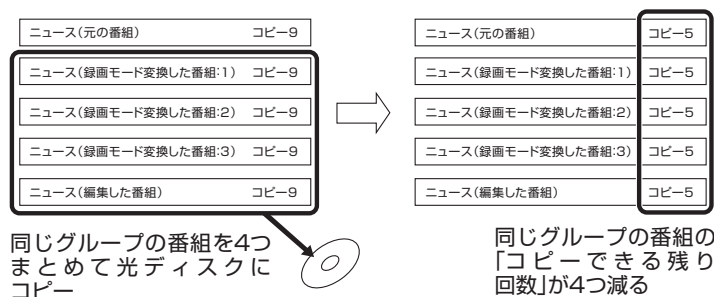 ニュース(元の番組) コピー9
ニュース(録画モード変換した番組:1) コピー9
ニュース(録画モード変換した番組:2) コピー9
ニュース(録画モード変換した番組:3) コピー9
ニュース(編集した番組) コピー9
同じグループの番組を4つ
まとめて光ディスクに
コピー
ニュース(元の番組) コピー5
ニュース(録画モード変換した番組:1) コピー5
ニュース(録画モード変換した番組:2) コピー5
ニュース(録画モード変換した番組:3) コピー5
ニュース(編集した番組) コピー5
同じグループの番組の
「コピーできる残り
回数」が4つ減る